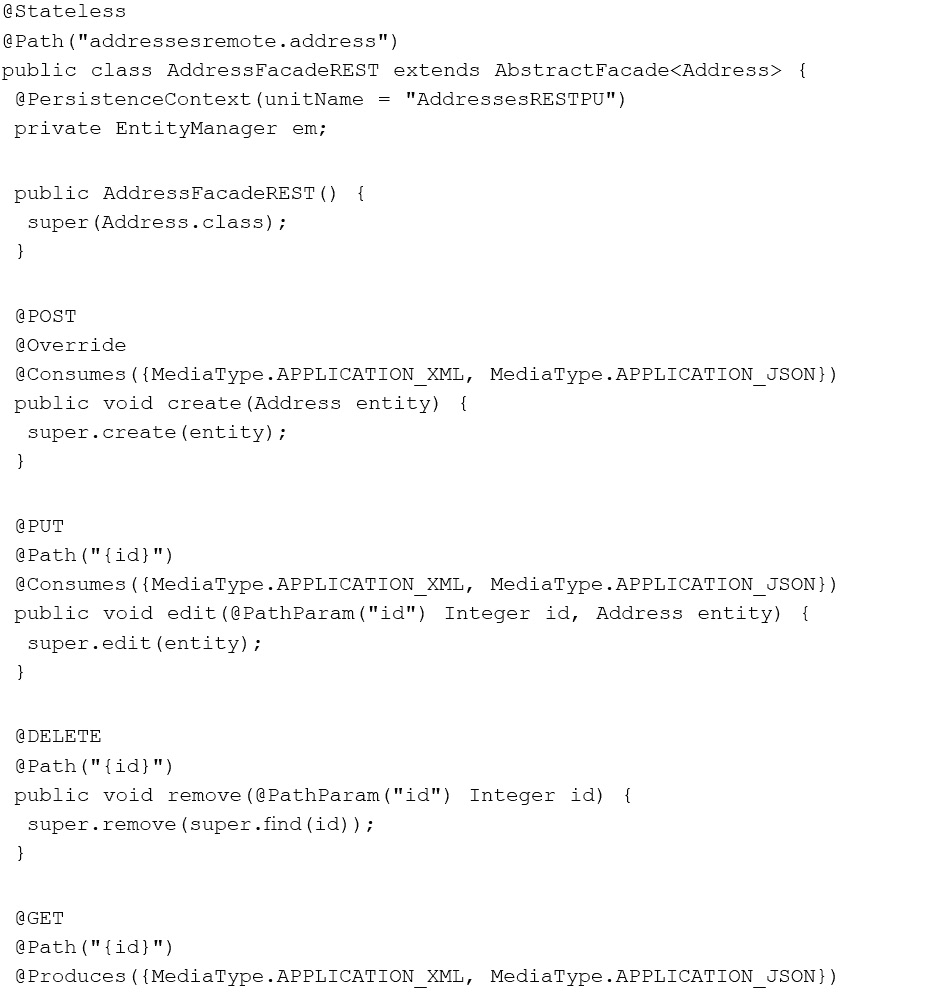 @Stateless
@Path("addressesremote.address")
public class AddressFacadeREST extends AbstractFacade<Address> {
@PersistenceContext(unitName = "AddressesRESTPU")
private EntityManager em;
public AddressFacadeREST() {
super(Address.class);
}
@POST
@Override
@Consumes({MediaType.APPLICATION_XML, MediaType.APPLICATION_JSON})
public void create(Address entity) {
super.create(entity);
}
@PUT
@Path("{id}")
@Consumes({MediaType.APPLICATION_XML, MediaType.APPLICATION_JSON})
public void edit(@PathParam("id") Integer id, Address entity) {
super.edit(entity);
}
@DELETE
@Path("{id}")
public void remove(@PathParam("id") Integer id) {
super.remove(super.find(id));
}
@GET
@Path("{id}")
@Produces({MediaType.APPLICATION_XML, MediaType.APPLICATION_JSON})